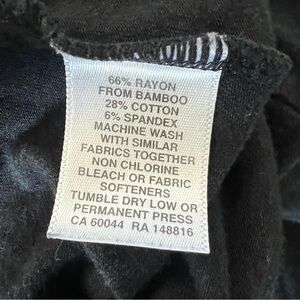 66% RAYON
FROM BAMBOO
28% COTTON
6% SPANDEX
MACHINE WASH
WITH SIMILAR
FABRICS TOGETHER
NON CHLORINE
BLEACH OR FABRIC
SOFTENERS
TUMBLE DRY LOW OR
PERMANENT PRESS
CA 60044 RA 148816